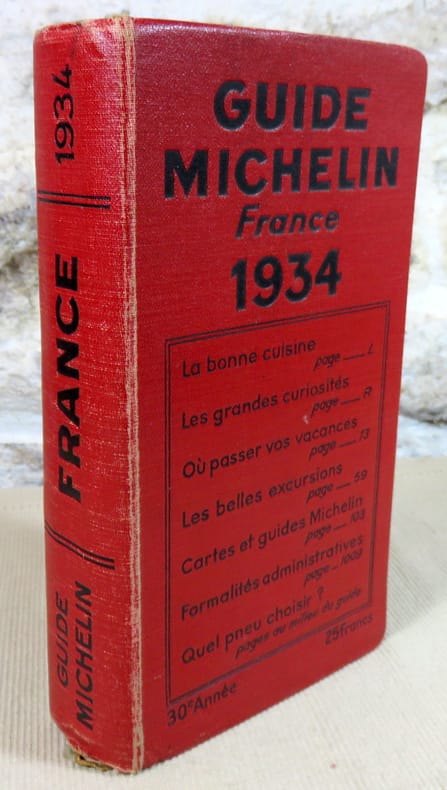 GUIDE
MICHELIN
France
1934
La bonne cuisine
page L
Les grandes curiosités
page R
Où passer vos vacances
page 13
Les belles excursions
page 59
Cartes et guides Michelin
page 103
Formalités administratives
page 1009
Quel pneu choisir ?
pages au milieu du guide
30e Année
25 Francs
GUIDE
MICHELIN
FRANCE
1934